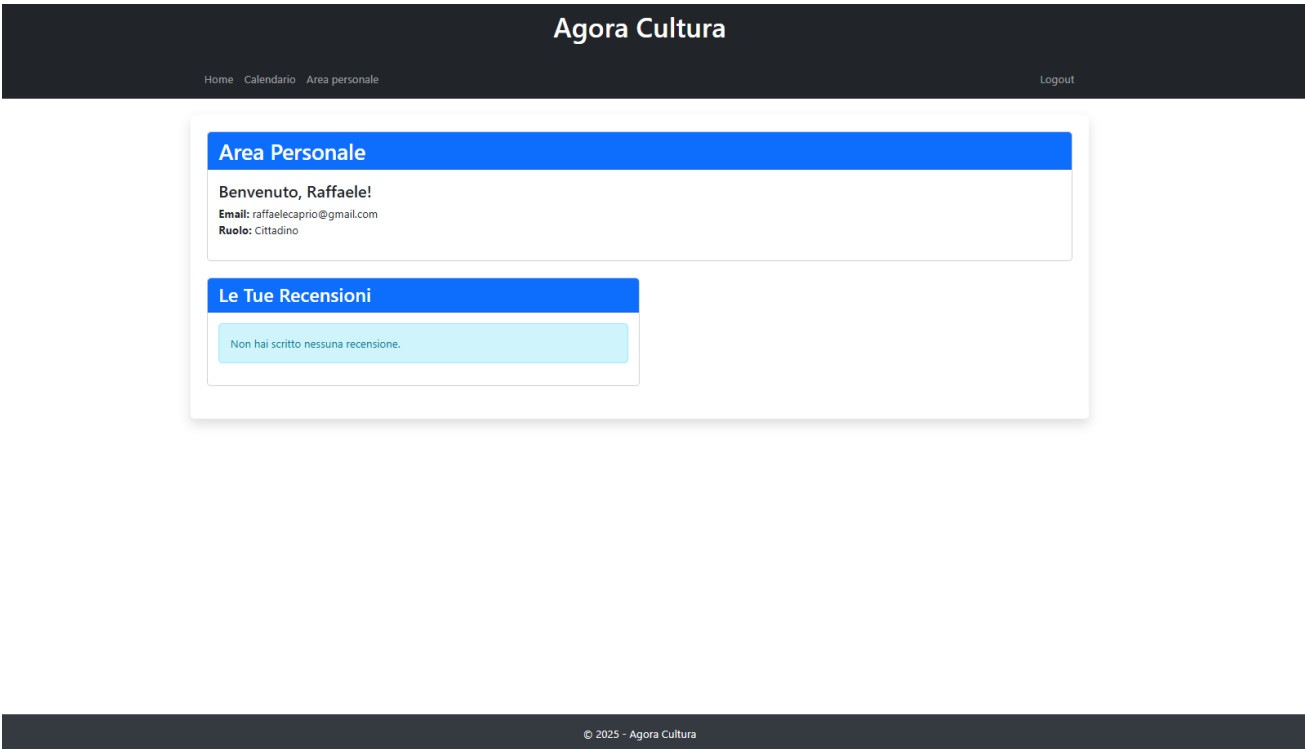 Agora Cultura
Home Calendario Area personale Logout
Area Personale
Benvenuto, Raffaele!
Email: raffaelecaprio@gmail.com
Ruolo: Cittadino
Le Tue Recensioni
Non hai scritto nessuna recensione.
© 2025 - Agora Cultura